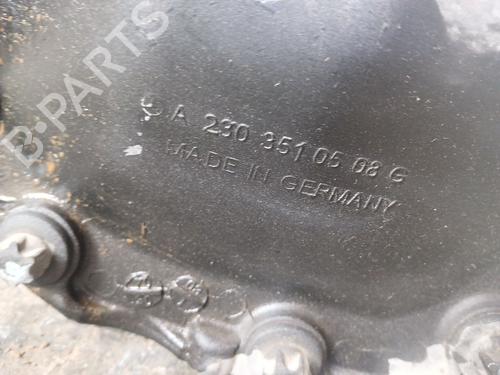 B-PARTS
A 230 351 05 08 G
MADE IN GERMANY